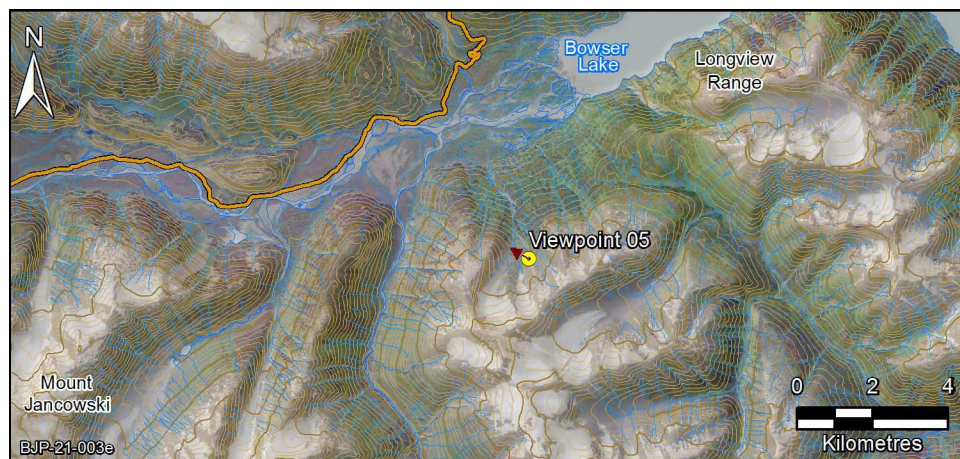 N
Bowser
Lake
Longview
Range
Viewpoint 05
Mount
Jancowski
0 2 4
Kilometres
BJP-21-003e